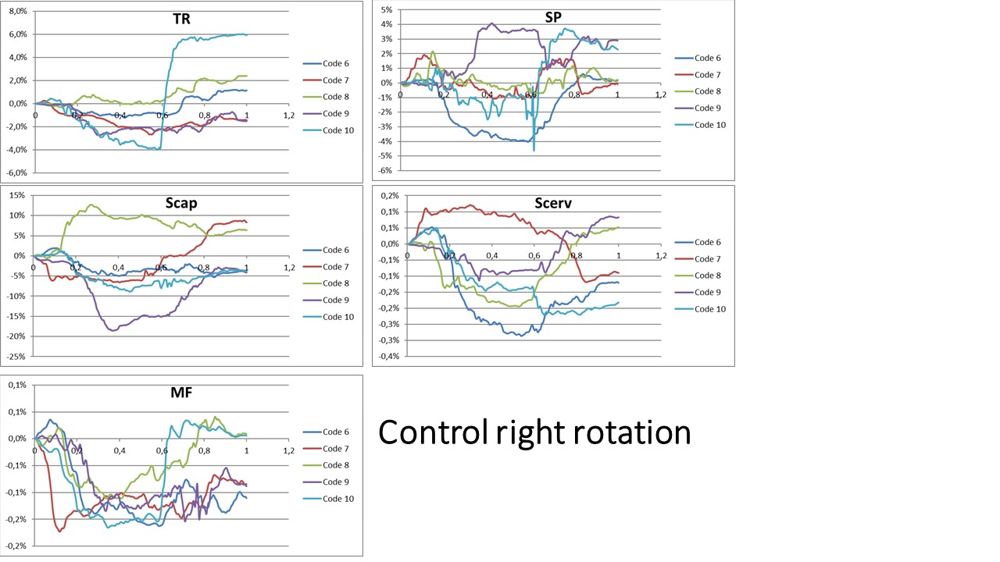 TR
8,0%
6,0%
4,0%
2,0%
0,0%
-2,0%
-4,0%
-6,0%
0 0,2 0,4 0,6 0,8 1 1,2
Code 6
Code 7
Code 8
Code 9
Code 10
SP
5%
4%
3%
2%
1%
0%
-1%
-2%
-3%
-4%
-5%
-6%
0 0,2 0,4 0,6 0,8 1 1,2
Code 6
Code 7
Code 8
Code 9
Code 10
Scap
15%
10%
5%
0%
-5%
-10%
-15%
-20%
-25%
0 0,2 0,4 0,6 0,8 1 1,2
Code 6
Code 7
Code 8
Code 9
Code 10
Scerv
0,2%
0,1%
0,1%
0,0%
-0,1%
-0,1%
-0,2%
-0,2%
-0,3%
-0,3%
-0,4%
0 0,2 0,4 0,6 0,8 1 1,2
Code 6
Code 7
Code 8
Code 9
Code 10
MF
0,1%
0,1%
0,0%
-0,1%
-0,1%
-0,2%
-0,2%
0 0,2 0,4 0,6 0,8 1 1,2
Code 6
Code 7
Code 8
Code 9
Code 10
Control right rotation